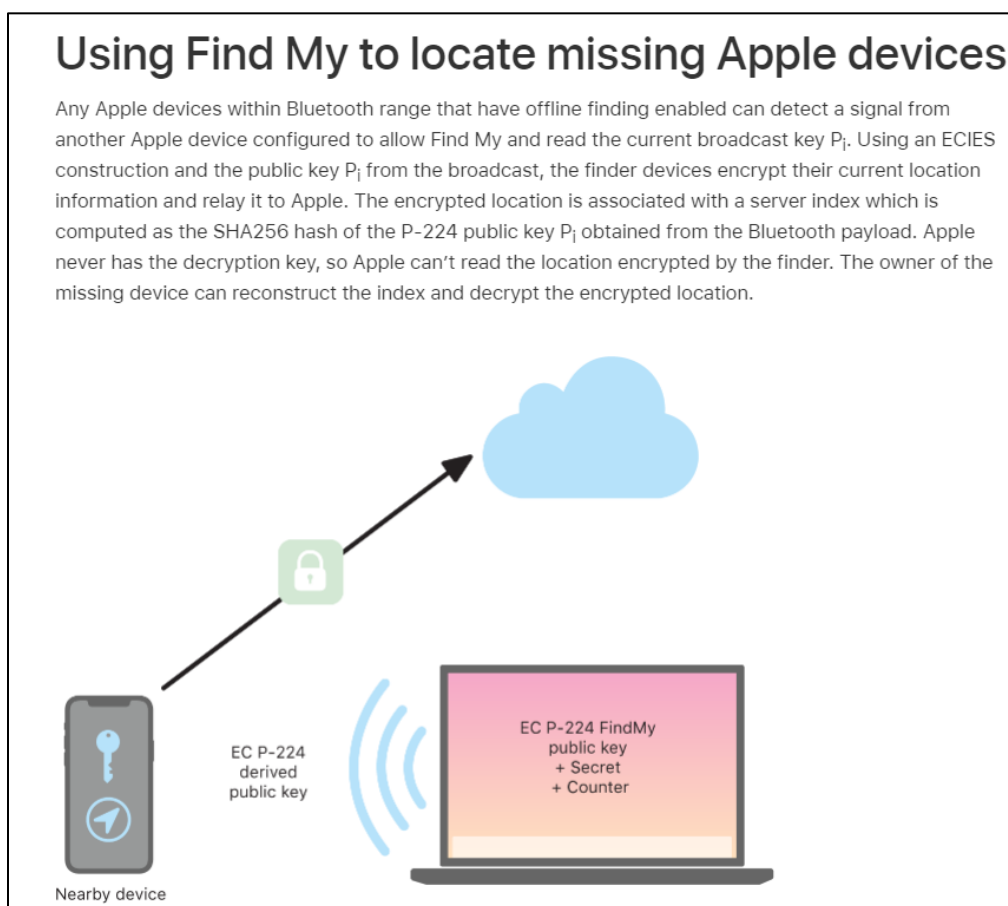 Using Find My to locate missing Apple devices
Any Apple devices within Bluetooth range that have offline finding enabled can detect a signal from
another Apple device configured to allow Find My and read the current broadcast key Pi. Using an ECIES
construction and the public key Pi from the broadcast, the finder devices encrypt their current location
information and relay it to Apple. The encrypted location is associated with a server index which is
computed as the SHA256 hash of the P-224 public key Pi obtained from the Bluetooth payload. Apple
never has the decryption key, so Apple can’t read the location encrypted by the finder. The owner of the
missing device can reconstruct the index and decrypt the encrypted location.
EC P-224
derived
public key
EC P-224 FindMy
public key
+ Secret
+ Counter
Nearby device